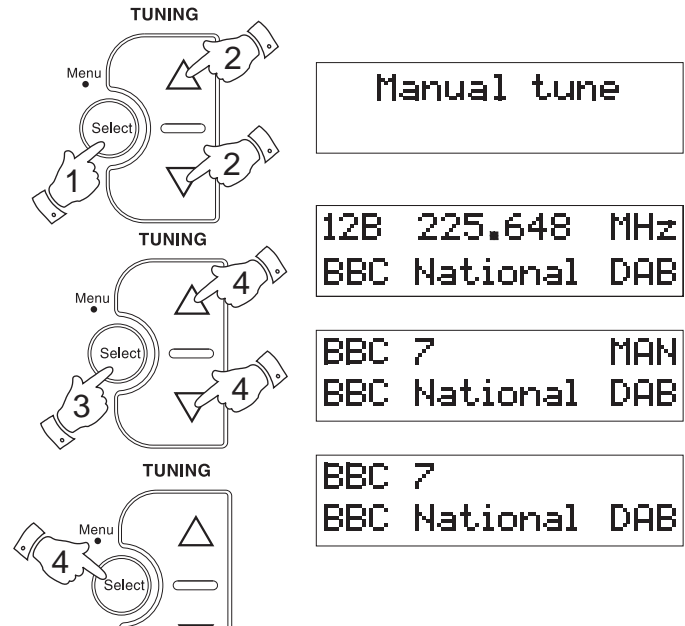 TUNING
Menu
Select
1
2
2
Manual tune
12B 225.648 MHz
BBC National DAB
TUNING
Menu
Select
3
4
4
BBC 7 MAN
BBC National DAB
TUNING
Menu
Select
4
BBC 7
BBC National DAB